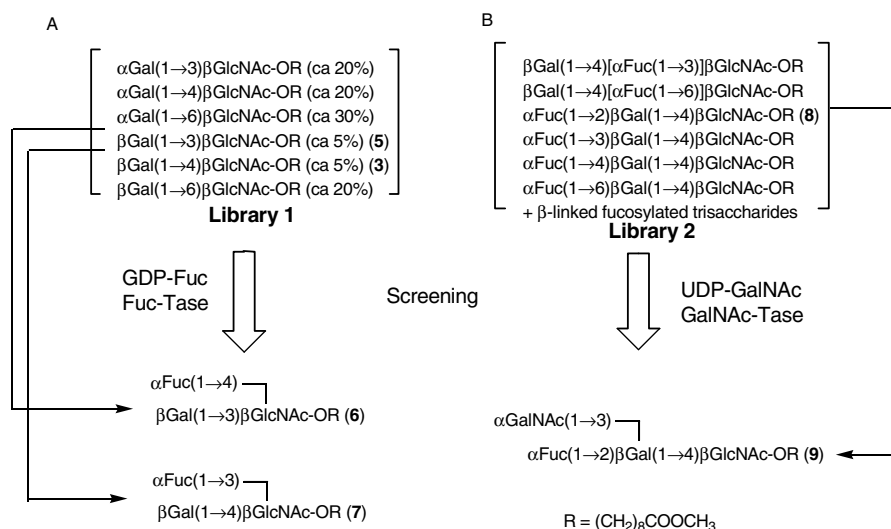 A
αGal(1→3)βGlcNAc-OR (ca 20%)
αGal(1→4)βGlcNAc-OR (ca 20%)
αGal(1→6)βGlcNAc-OR (ca 30%)
βGal(1→3)βGlcNAc-OR (ca 5%) (5)
βGal(1→4)βGlcNAc-OR (ca 5%) (3)
βGal(1→6)βGlcNAc-OR (ca 20%)
Library 1
GDP-Fuc
Fuc-Tase
αFuc(1→4)
βGal(1→3)βGlcNAc-OR (6)
αFuc(1→3)
βGal(1→4)βGlcNAc-OR (7)
Screening
B
βGal(1→4)[αFuc(1→3)]βGlcNAc-OR
βGal(1→4)[αFuc(1→6)]βGlcNAc-OR
αFuc(1→2)βGal(1→4)βGlcNAc-OR (8)
αFuc(1→3)βGal(1→4)βGlcNAc-OR
αFuc(1→4)βGal(1→4)βGlcNAc-OR
αFuc(1→6)βGal(1→4)βGlcNAc-OR
+ β-linked fucosylated trisaccharides
Library 2
UDP-GalNAc
GalNAc-Tase
αGalNAc(1→3)
αFuc(1→2)βGal(1→4)βGlcNAc-OR (9)
R = (CH₂)₈COOCH₃